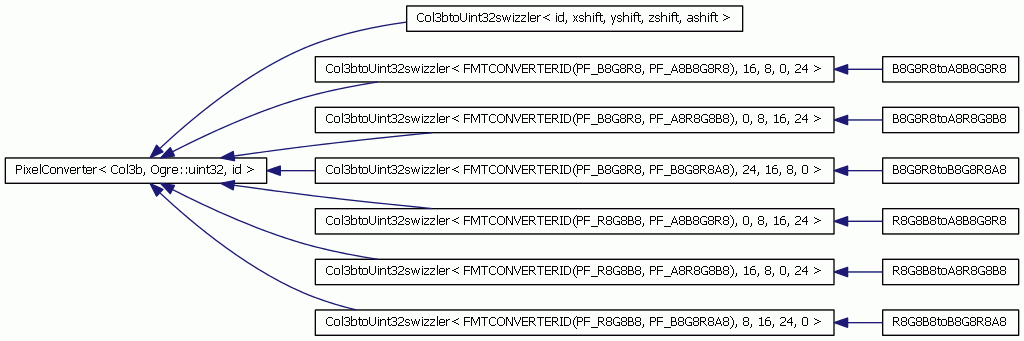 Col3btoUint32swizzler< id, xshift, yshift, zshift, ashift >
Col3btoUint32swizzler< FMTCONVERTERID(PF_B8G8R8, PF_A8B8G8R8), 16, 8, 0, 24 >
B8G8R8toA8B8G8R8
Col3btoUint32swizzler< FMTCONVERTERID(PF_B8G8R8, PF_A8R8G8B8), 0, 8, 16, 24 >
B8G8R8toA8R8G8B8
PixelConverter< Col3b, Ogre::uint32, id >
Col3btoUint32swizzler< FMTCONVERTERID(PF_B8G8R8, PF_B8G8R8A8), 24, 16, 8, 0 >
B8G8R8toB8G8R8A8
Col3btoUint32swizzler< FMTCONVERTERID(PF_R8G8B8, PF_A8B8G8R8), 0, 8, 16, 24 >
R8G8B8toA8B8G8R8
Col3btoUint32swizzler< FMTCONVERTERID(PF_R8G8B8, PF_A8R8G8B8), 16, 8, 0, 24 >
R8G8B8toA8R8G8B8
Col3btoUint32swizzler< FMTCONVERTERID(PF_R8G8B8, PF_B8G8R8A8), 8, 16, 24, 0 >
R8G8B8toB8G8R8A8